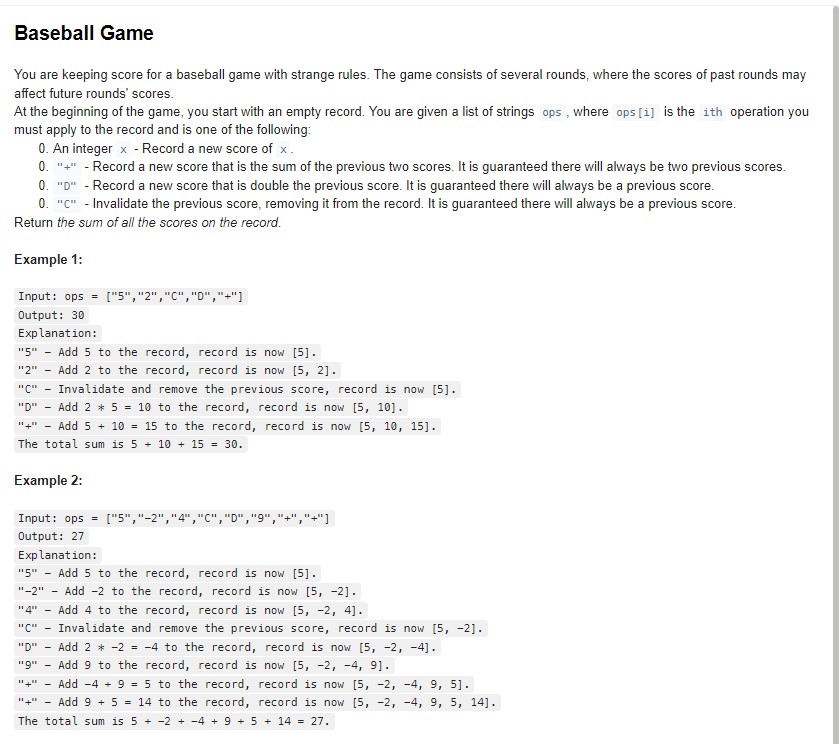 Baseball Game
You are keeping score for a baseball game with strange rules. The game consists of several rounds, where the scores of past rounds may
affect future rounds' scores.
At the beginning of the game, you start with an empty record. You are given a list of strings ops , where ops[i] is the ith operation you
must apply to the record and is one of the following:
0. An integer x - Record a new score of x .
0. "+" - Record a new score that is the sum of the previous two scores. It is guaranteed there will always be two previous scores.
0. "D" - Record a new score that is double the previous score. It is guaranteed there will always be a previous score.
0. "C" - Invalidate the previous score, removing it from the record. It is guaranteed there will always be a previous score.
Return the sum of all the scores on the record.
Example 1:
Input: ops = ["5","2","C","D","+"]
Output: 30
Explanation:
"5" - Add 5 to the record, record is now [5].
"2" - Add 2 to the record, record is now [5, 2].
"C" - Invalidate and remove the previous score, record is now [5].
"D" - Add 2 * 5 = 10 to the record, record is now [5, 10].
"+" - Add 5 + 10 = 15 to the record, record is now [5, 10, 15].
The total sum is 5 + 10 + 15 = 30.
Example 2:
Input: ops = ["5","-2","4","C","D","9","+","+"]
Output: 27
Explanation:
"5" - Add 5 to the record, record is now [5].
"-2" - Add -2 to the record, record is now [5, -2].
"4" - Add 4 to the record, record is now [5, -2, 4].
"C" - Invalidate and remove the previous score, record is now [5, -2].
"D" - Add 2 * -2 = -4 to the record, record is now [5, -2, -4].
"9" - Add 9 to the record, record is now [5, -2, -4, 9].
"+" - Add -4 + 9 = 5 to the record, record is now [5, -2, -4, 9, 5].
"+" - Add 9 + 5 = 14 to the record, record is now [5, -2, -4, 9, 5, 14].
The total sum is 5 + -2 + -4 + 9 + 5 + 14 = 27.